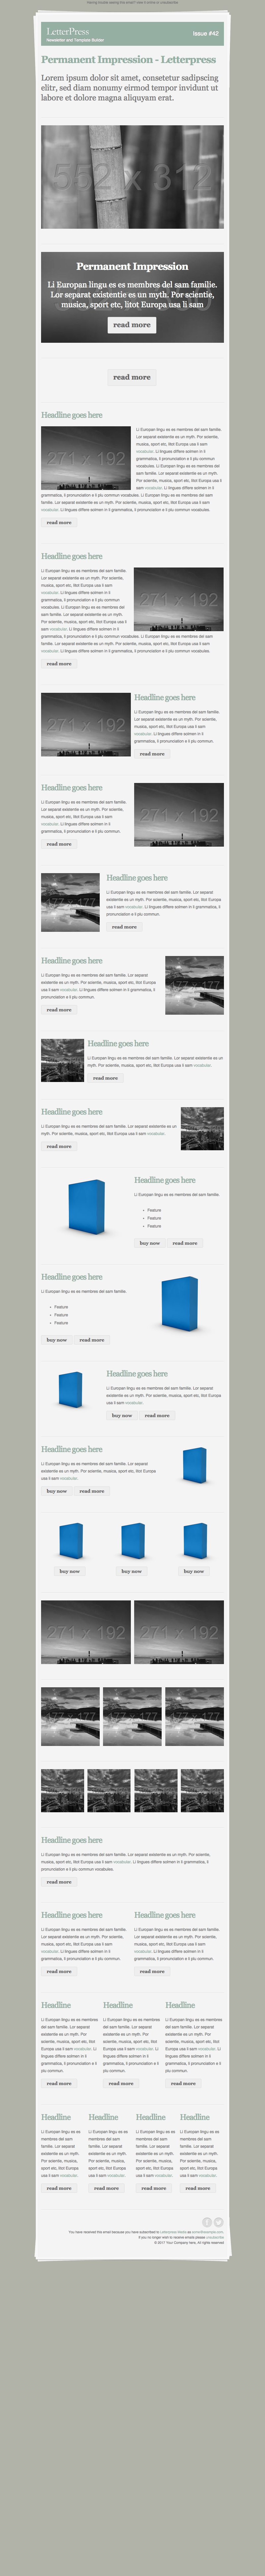 Having trouble seeing this email? View it online or unsubscribe
LetterPress
Newsletter and Template Builder
Issue #42
Permanent Impression - Letterpress
Lorem ipsum dolor sit amet, consetetur sadipscing
elitr, sed diam nonumy eirmod tempor invidunt ut
labore et dolore magna aliquyam erat.
552 x 312
Permanent Impression
Li Europan lingues es es membres del sam familie.
Lor separat existentie es un myth. Por scientie,
musica, sport etc, litot Europa usa li sam
read more
read more
Headline goes here
271 x 192
Li Europan lingu es es membres del sam familie.
Lor separat existentie es un myth. Por scientie,
musica, sport etc, litot Europa usa li sam
vocabular. Li lingues differe solmen in li
grammatica, li pronunciation e li plu commun
vocabules. Li Europan lingu es es membres del
sam familie. Lor separat existentie es un myth.
Por scientie, musica, sport etc, litot Europa usa li
sam vocabular. Li lingues differe solmen in li
grammatica, li pronunciation e li plu commun vocabules. Li Europan lingu es es membres del sam
familie. Lor separat existentie es un myth. Por scientie, musica, sport etc, litot Europa usa li sam
vocabular. Li lingues differe solmen in li grammatica, li pronunciation e li plu commun vocabules.
read more
Headline goes here
Li Europan lingu es es membres del sam familie.
Lor separat existentie es un myth. Por scientie,
musica, sport etc, litot Europa usa li sam
vocabular. Li lingues differe solmen in li
grammatica, li pronunciation e li plu commun
vocabules. Li Europan lingu es es membres del
sam familie. Lor separat existentie es un myth.
Por scientie, musica, sport etc, litot Europa usa li
sam vocabular. Li lingues differe solmen in li
grammatica, li pronunciation e li plu commun vocabules. Li Europan lingu es es membres del sam
familie. Lor separat existentie es un myth. Por scientie, musica, sport etc, litot Europa usa li sam
vocabular. Li lingues differe solmen in li grammatica, li pronunciation e li plu commun vocabules.
271 x 192
read more
271 x 192
Headline goes here
Li Europan lingu es es membres del sam familie.
Lor separat existentie es un myth. Por scientie,
musica, sport etc, litot Europa usa li sam
vocabular. Li lingues differe solmen in li
grammatica, li pronunciation e li plu commun.
read more
Headline goes here
Li Europan lingu es es membres del sam familie.
Lor separat existentie es un myth. Por scientie,
musica, sport etc, litot Europa usa li sam
vocabular. Li lingues differe solmen in li
grammatica, li pronunciation e li plu commun.
read more
271 x 192
Headline goes here
Li Europan lingu es es membres del sam familie. Lor separat
existentie es un myth. Por scientie, musica, sport etc, litot Europa
usa li sam vocabular. Li lingues differe solmen in li grammatica, li
pronunciation e li plu commun.
read more
Headline goes here
Li Europan lingu es es membres del sam familie. Lor separat
existentie es un myth. Por scientie, musica, sport etc, litot Europa
usa li sam vocabular. Li lingues differe solmen in li grammatica, li
pronunciation e li plu commun.
read more
Headline goes here
Li Europan lingu es es membres del sam familie. Lor separat existentie es un
myth. Por scientie, musica, sport etc, litot Europa usa li sam vocabular.
read more
Headline goes here
Li Europan lingu es es membres del sam familie. Lor separat existentie es un
myth. Por scientie, musica, sport etc, litot Europa usa li sam vocabular.
read more
Headline goes here
Li Europan lingu es es membres del sam familie.
Feature
Feature
Feature
buy now
read more
Headline goes here
Li Europan lingu es es membres del sam familie.
Feature
Feature
Feature
buy now
read more
Headline goes here
Li Europan lingu es es membres del sam familie. Lor separat
existentie es un myth. Por scientie, musica, sport etc, litot Europa
usa li sam vocabular.
buy now
read more
Headline goes here
Li Europan lingu es es membres del sam familie. Lor separat
existentie es un myth. Por scientie, musica, sport etc, litot Europa
usa li sam vocabular.
buy now
read more
buy now
buy now
buy now
271 x 192
271 x 192
177 x 177
177 x 177
177 x 177
Headline goes here
Li Europan lingu es es membres del sam familie. Lor separat existentie es un myth. Por scientie,
musica, sport etc, litot Europa usa li sam vocabular. Li lingues differe solmen in li grammatica, li
pronunciation e li plu commun vocabules.
read more
Headline goes here
Li Europan lingu es es membres del sam familie.
Lor separat existentie es un myth. Por scientie,
musica, sport etc, litot Europa usa li sam
vocabular. Li lingues differe solmen in li
grammatica, li pronunciation e li plu commun.
read more
Headline goes here
Li Europan lingu es es membres del sam familie.
Lor separat existentie es un myth. Por scientie,
musica, sport etc, litot Europa usa li sam
vocabular. Li lingues differe solmen in li
grammatica, li pronunciation e li plu commun.
read more
Headline
Li Europan lingu es es membres
del sam familie. Lor separat
existentie es un myth. Por
scientie, musica, sport etc, litot
Europa usa li sam vocabular. Li
lingues differe solmen in li
grammatica, li pronunciation e li
plu commun.
read more
Headline
Li Europan lingu es es membres
del sam familie. Lor separat
existentie es un myth. Por
scientie, musica, sport etc, litot
Europa usa li sam vocabular. Li
lingues differe solmen in li
grammatica, li pronunciation e li
plu commun.
read more
Headline
Li Europan lingu es es membres
del sam familie. Lor separat
existentie es un myth. Por
scientie, musica, sport etc, litot
Europa usa li sam vocabular. Li
lingues differe solmen in li
grammatica, li pronunciation e li
plu commun.
read more
Headline
Li Europan lingu es es
membres del sam
familie. Lor separat
existentie es un myth.
Por scientie, musica,
sport etc, litot Europa
usa li sam vocabular.
read more
Headline
Li Europan lingu es es
membres del sam
familie. Lor separat
existentie es un myth.
Por scientie, musica,
sport etc, litot Europa
usa li sam vocabular.
read more
Headline
Li Europan lingu es es
membres del sam
familie. Lor separat
existentie es un myth.
Por scientie, musica,
sport etc, litot Europa
usa li sam vocabular.
read more
Headline
Li Europan lingu es es
membres del sam
familie. Lor separat
existentie es un myth.
Por scientie, musica,
sport etc, litot Europa
usa li sam vocabular.
read more
You have received this email because you have subscribed to
If you no longer wish to receive emails please unsubscribe
© 2017 Your Company here, All rights reserved